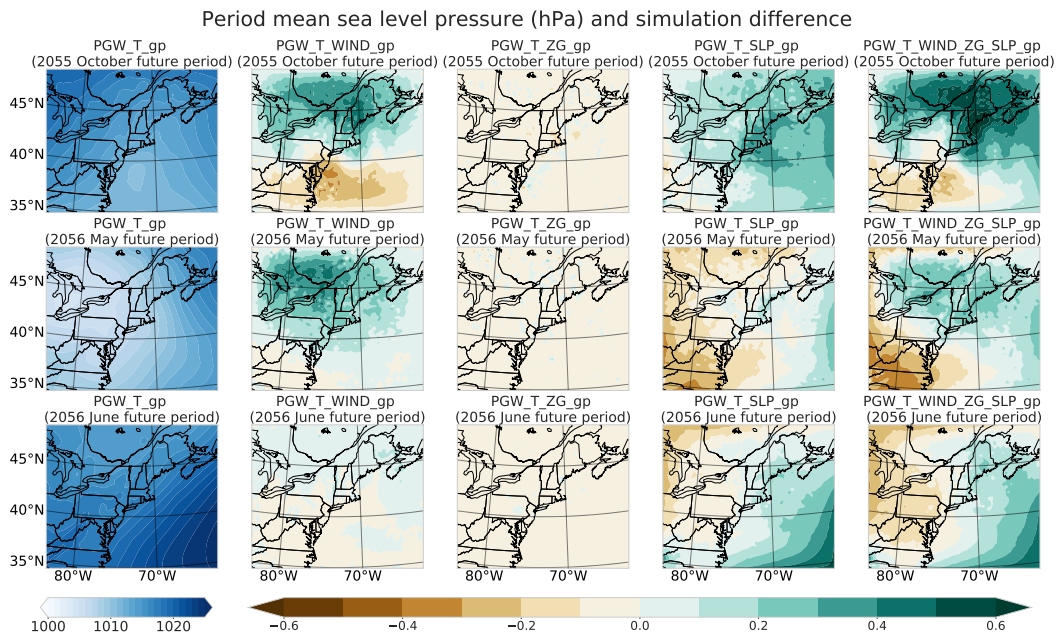 Period mean sea level pressure (hPa) and simulation difference
PGW_T_gp PGW_T_WIND_gp PGW_T_ZG_gp PGW_T_SLP_gp PGW_T_WIND_ZG_SLP_gp
(2055 October future period) (2055 October future period) (2055 October future period) (2055 October future period) (2055 October future period)
45°N
40°N
35°N
PGW_T_gp PGW_T_WIND_gp PGW_T_ZG_gp PGW_T_SLP_gp PGW_T_WIND_ZG_SLP_gp
(2056 May future period) (2056 May future period) (2056 May future period) (2056 May future period) (2056 May future period)
45°N
40°N
35°N
PGW_T_gp PGW_T_WIND_gp PGW_T_ZG_gp PGW_T_SLP_gp PGW_T_WIND_ZG_SLP_gp
(2056 June future period) (2056 June future period) (2056 June future period) (2056 June future period) (2056 June future period)
45°N
40°N
35°N
80°W 70°W 80°W 70°W 80°W 70°W 80°W 70°W 80°W 70°W
1000 1010 1020 −0.6 −0.4 −0.2 0.0 0.2 0.4 0.6